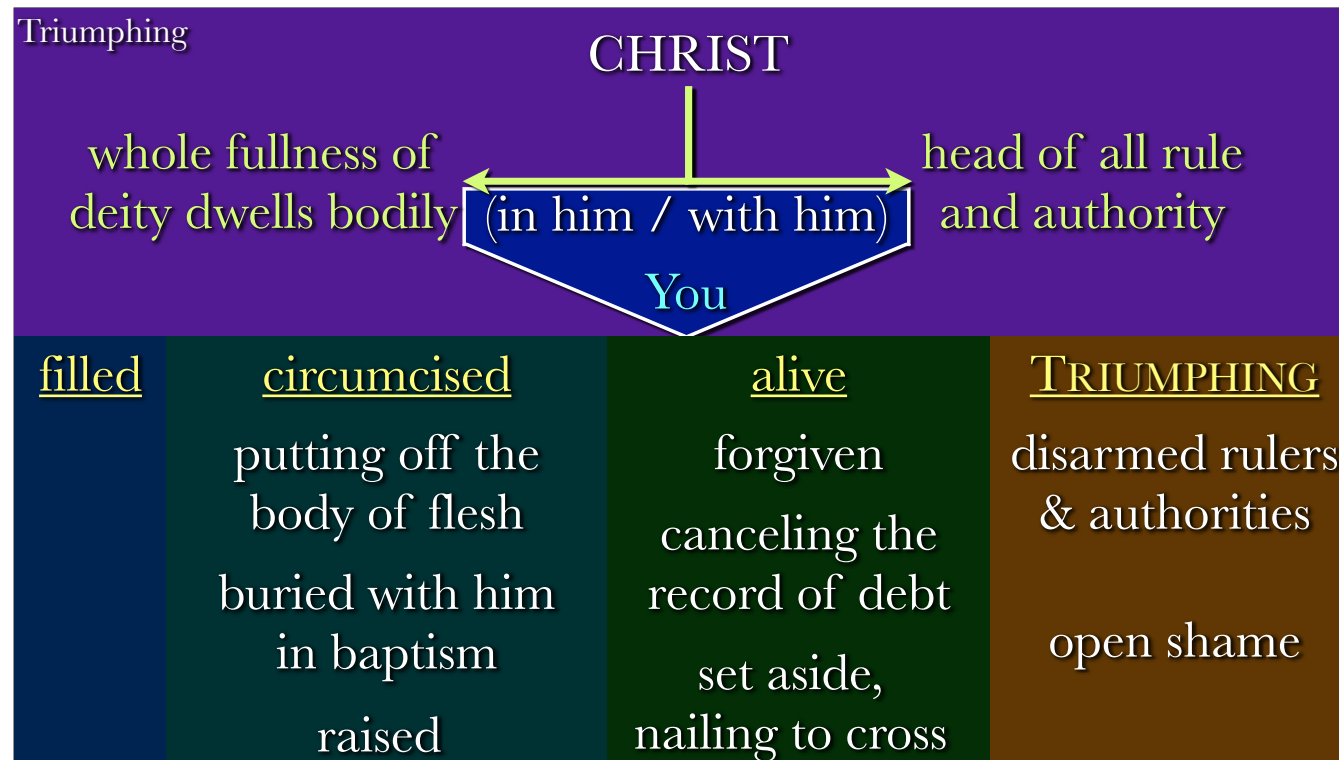 Triumphing
CHRIST
whole fullness of
deity dwells bodily
(in him / with him)
head of all rule
and authority
You
filled
circumcised
putting off the
body of flesh
buried with him
in baptism
raised
alive
forgiven
canceling the
record of debt
set aside,
nailing to cross
TRIUMPHING
disarmed rulers
& authorities
open shame